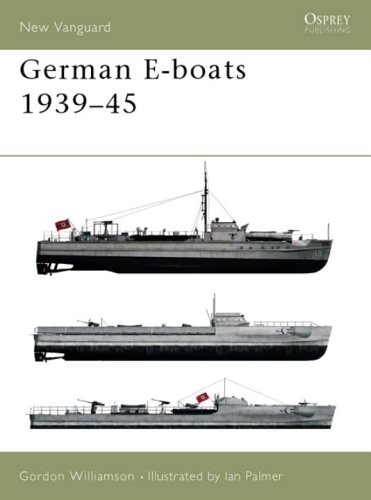 New Vanguard
OSPREY
PUBLISHING
German E-boats
1939–45
Gordon Williamson • Illustrated by Ian Palmer